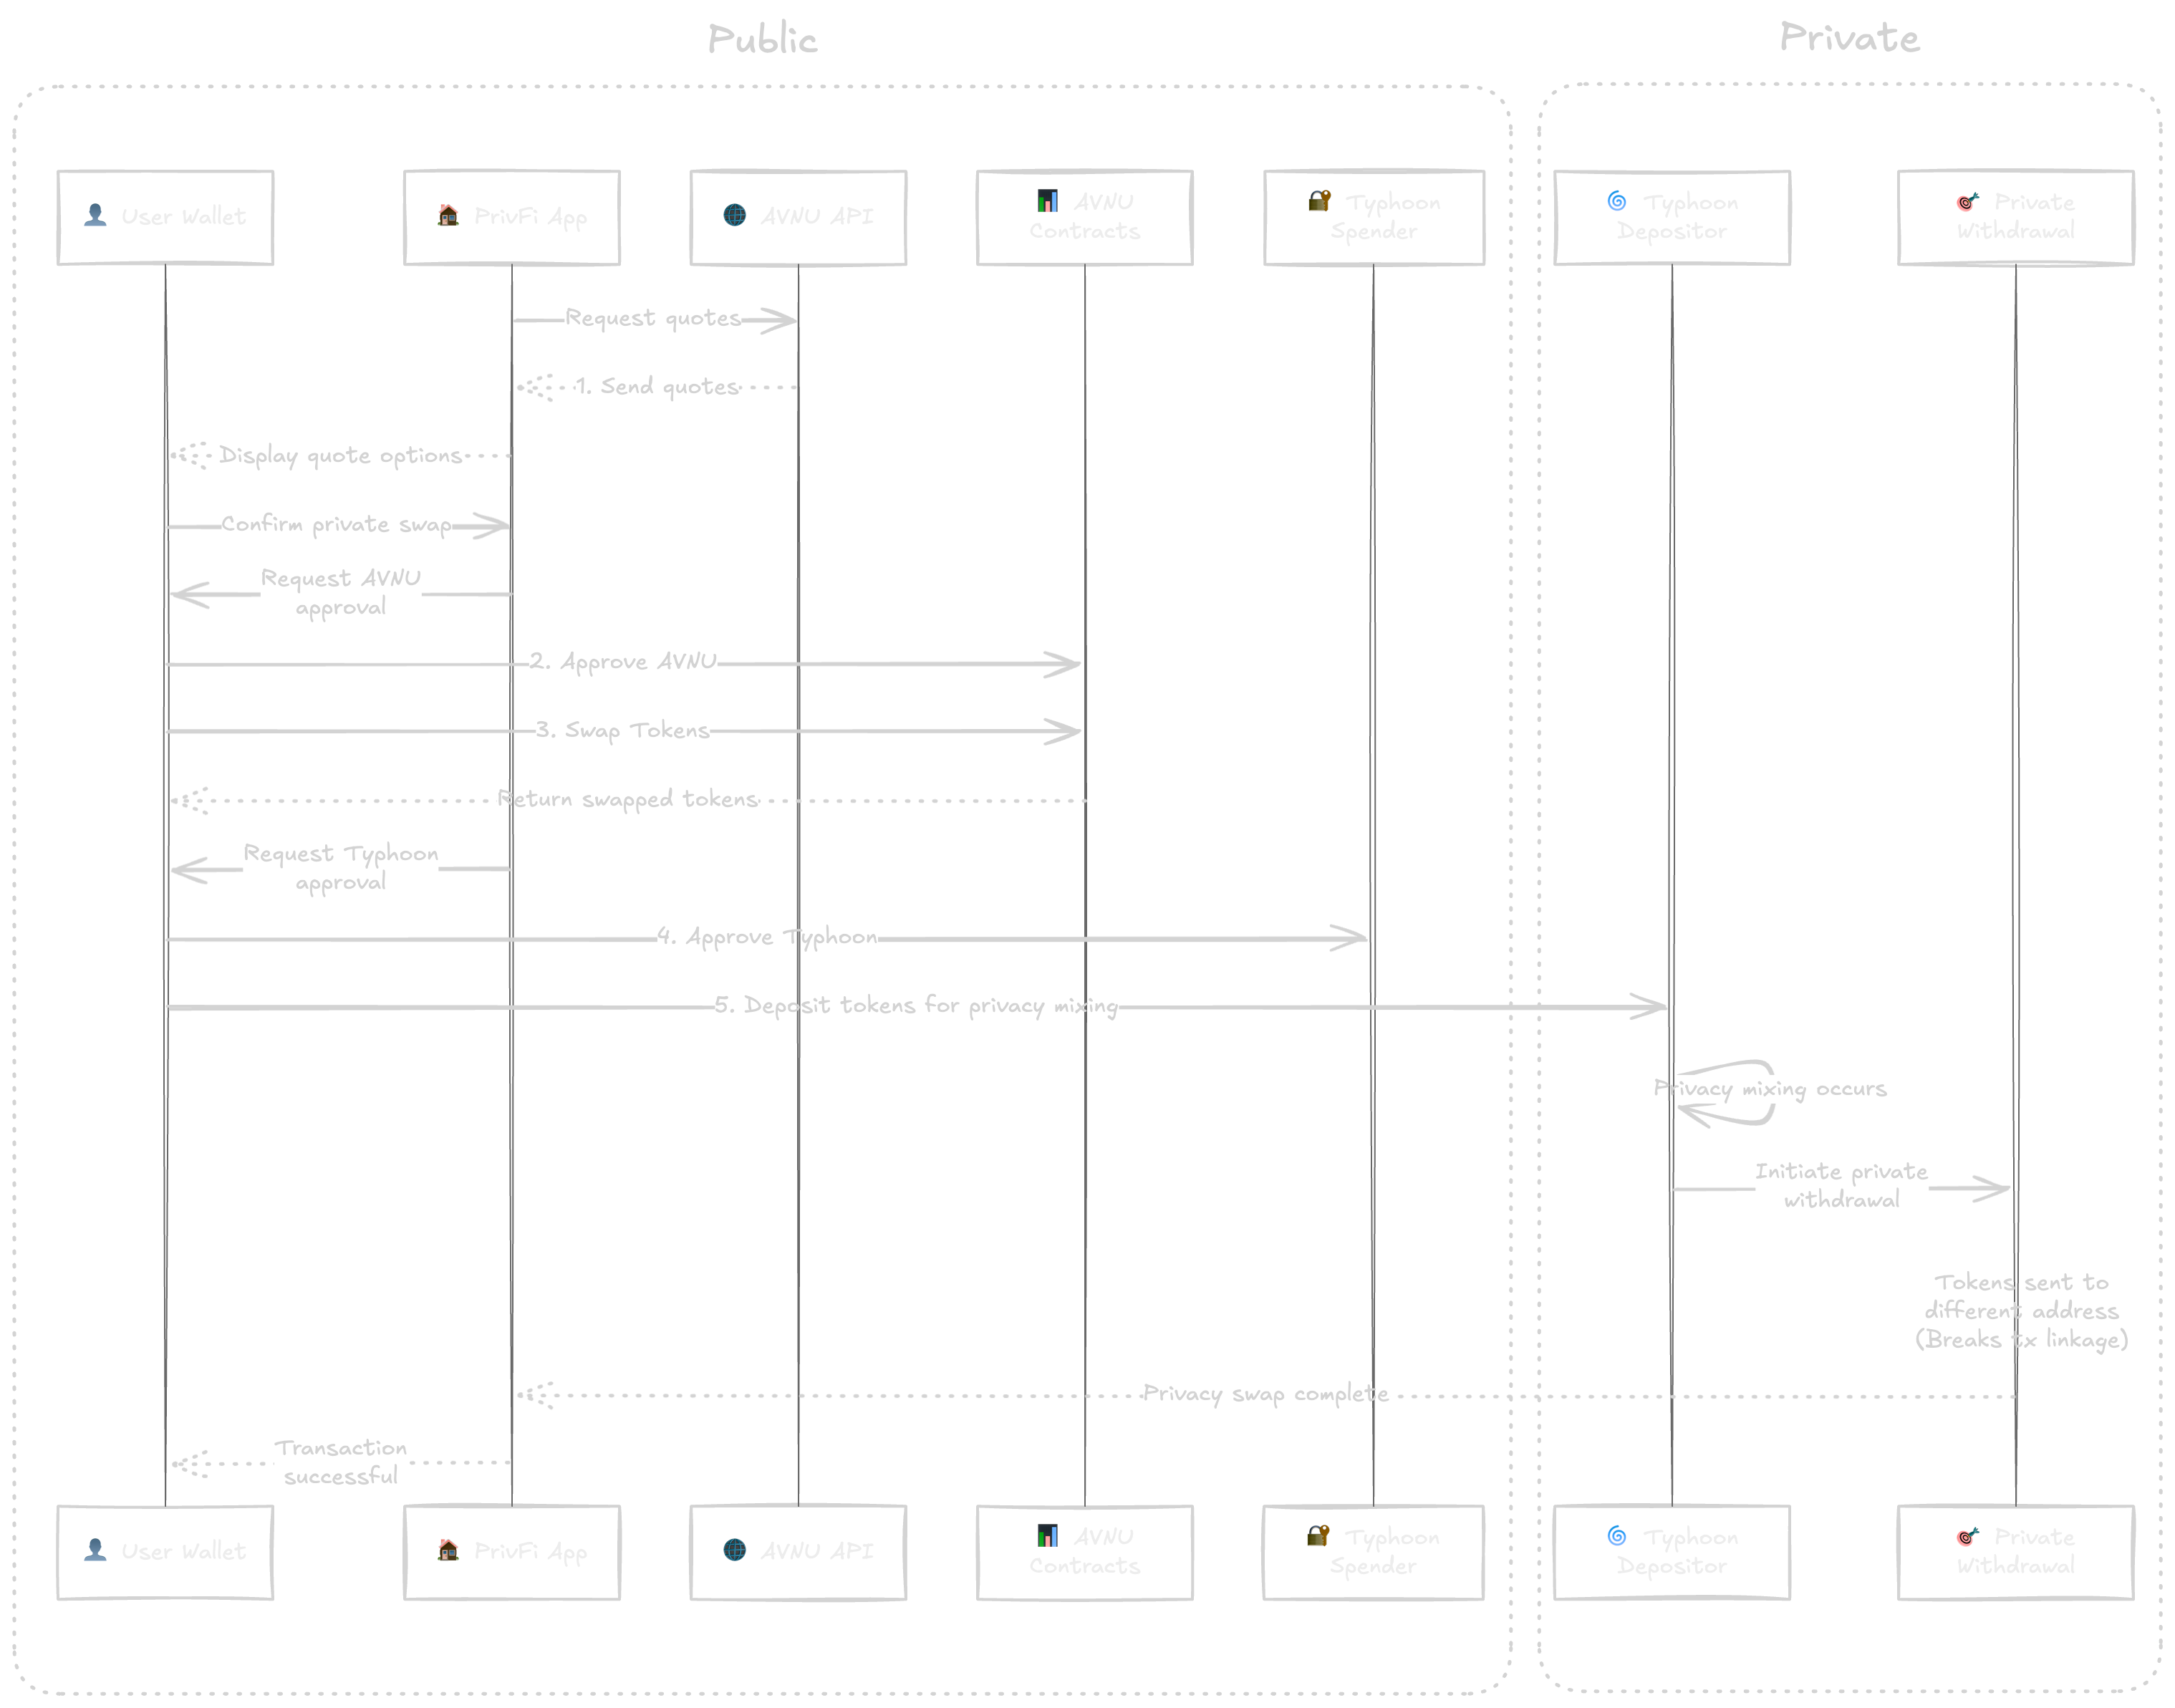 Public
Private
User Wallet
PrivFi App
AVNU API
AVNU
Contracts
Typhoon
Spender
Typhoon
Depositor
Private
Withdrawal
Request quotes
1. Send quotes
Display quote options
Confirm private swap
Request AVNU
approval
2. Approve AVNU
3. Swap Tokens
Return swapped tokens
Request Typhoon
approval
4. Approve Typhoon
5. Deposit tokens for privacy mixing
Privacy mixing occurs
Initiate private
withdrawal
Tokens sent to
different address
(Breaks tx linkage)
Privacy swap complete
Transaction
successful
User Wallet
PrivFi App
AVNU API
AVNU
Contracts
Typhoon
Spender
Typhoon
Depositor
Private
Withdrawal